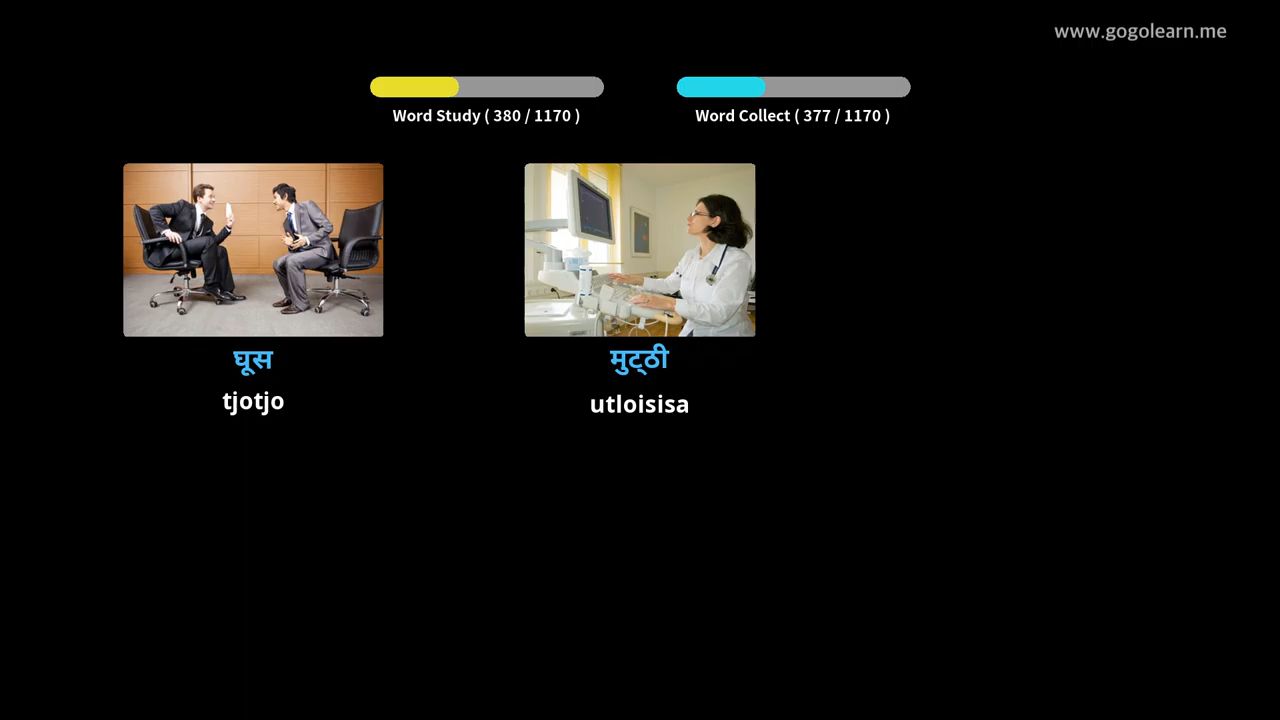 www.gogolearn.me
Word Study ( 380 / 1170 )
Word Collect ( 377 / 1170 )
घूस
मुट्ठी
tjotjo
utloisisa